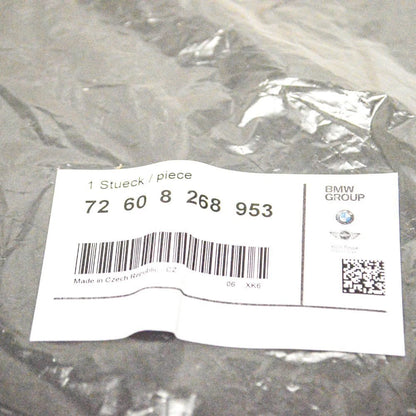 1 Stueck / piece
72 60 8 268 953
Made in Czech Republic CZ
06 XK6
BMW
GROUP